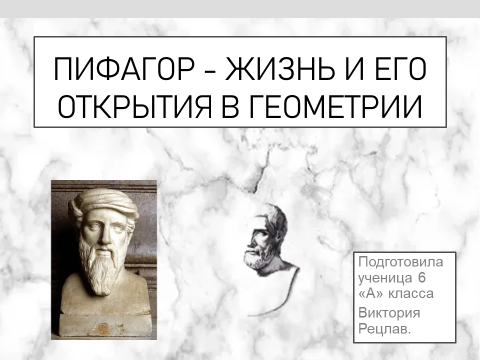 ПИФАГОР - ЖИЗНЬ И ЕГО
ОТКРЫТИЯ В ГЕОМЕТРИИ
Подготовила
ученица 6
«А» класса
Виктория
Рецлав.